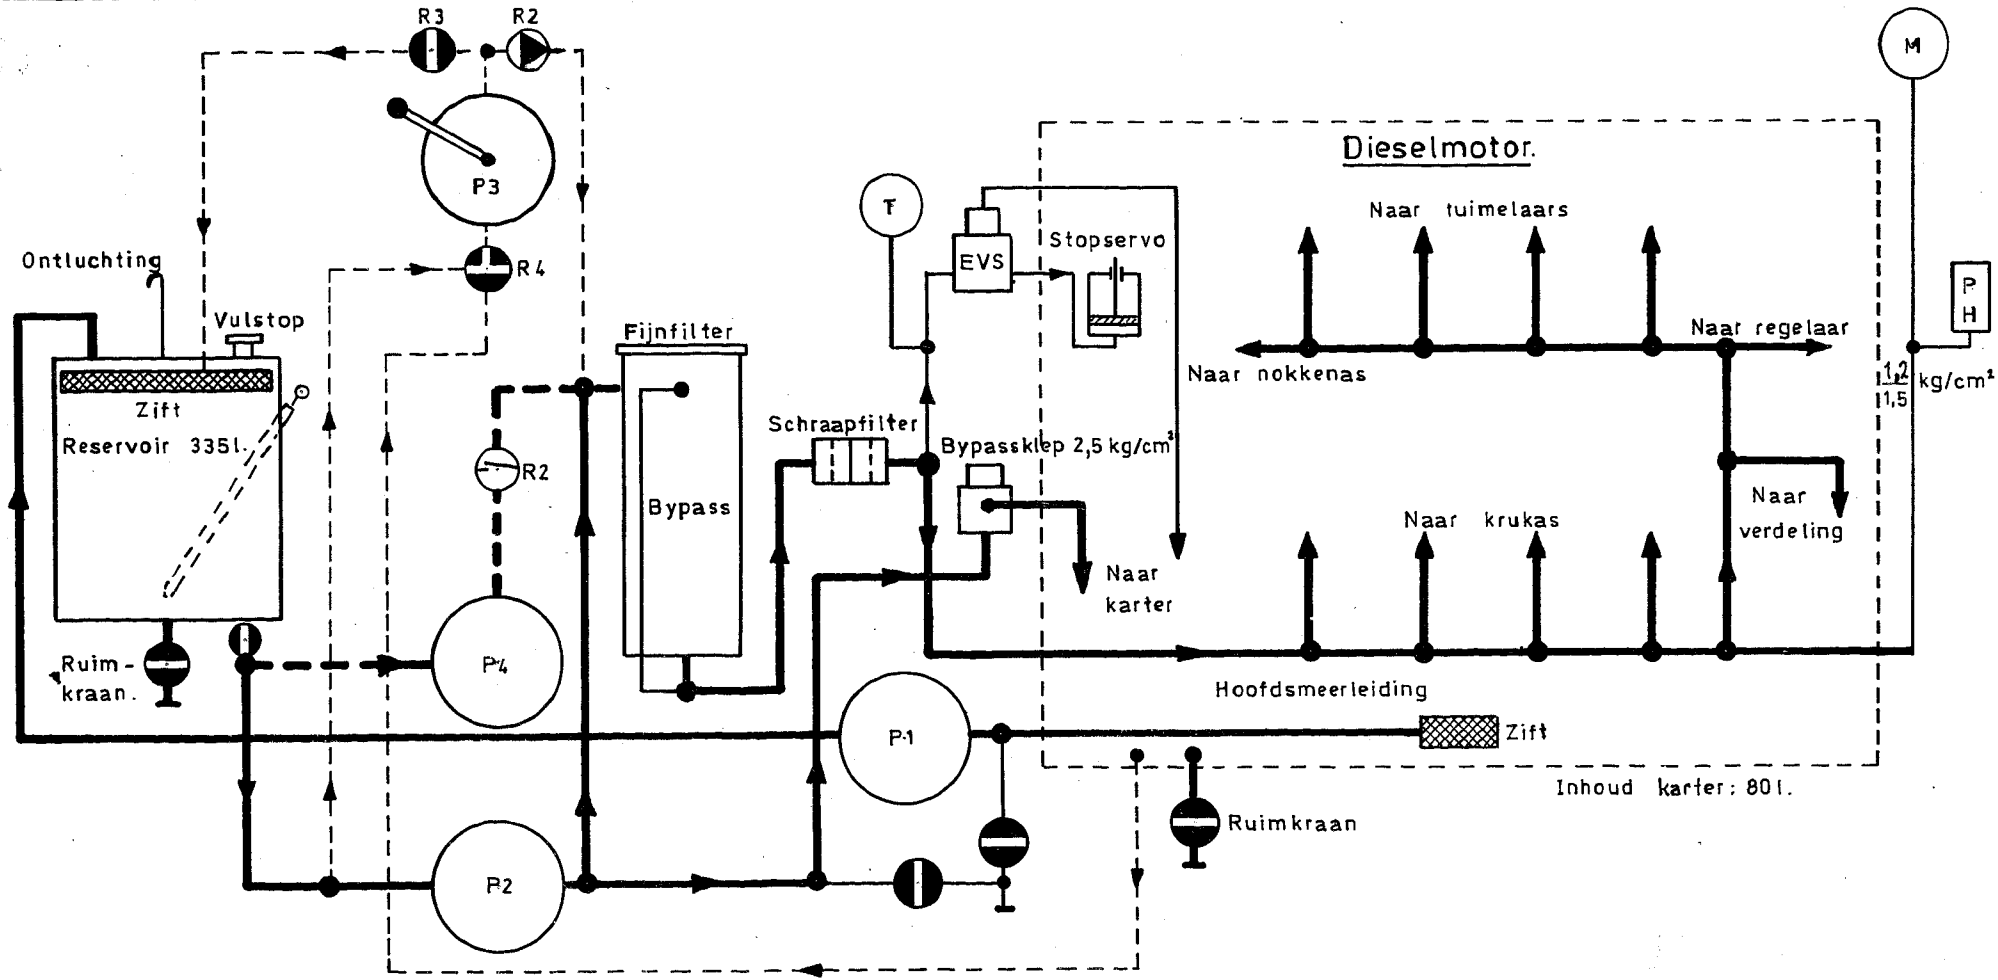 R3
R2
M
Dieselmotor.
P3
T
Naar tuimelaars
Stopservo
EVS
Ontluchting
R4
P
H
Vulstop
Fijnfilter
Naar regelaar
Naar nokkenas
1,2
1,5
kg/cm²
Zift
Schraapfilter
Reservoir 335l.
Bypassklep 2,5 kg/cm²
R2
Bypass
Naar
verdeling
Naar krukas
Naar
karter
Ruim-
kraan.
P4
Hoofdsmeerleiding
P1
Zift
Inhoud karter: 80l.
Ruimkraan
P2